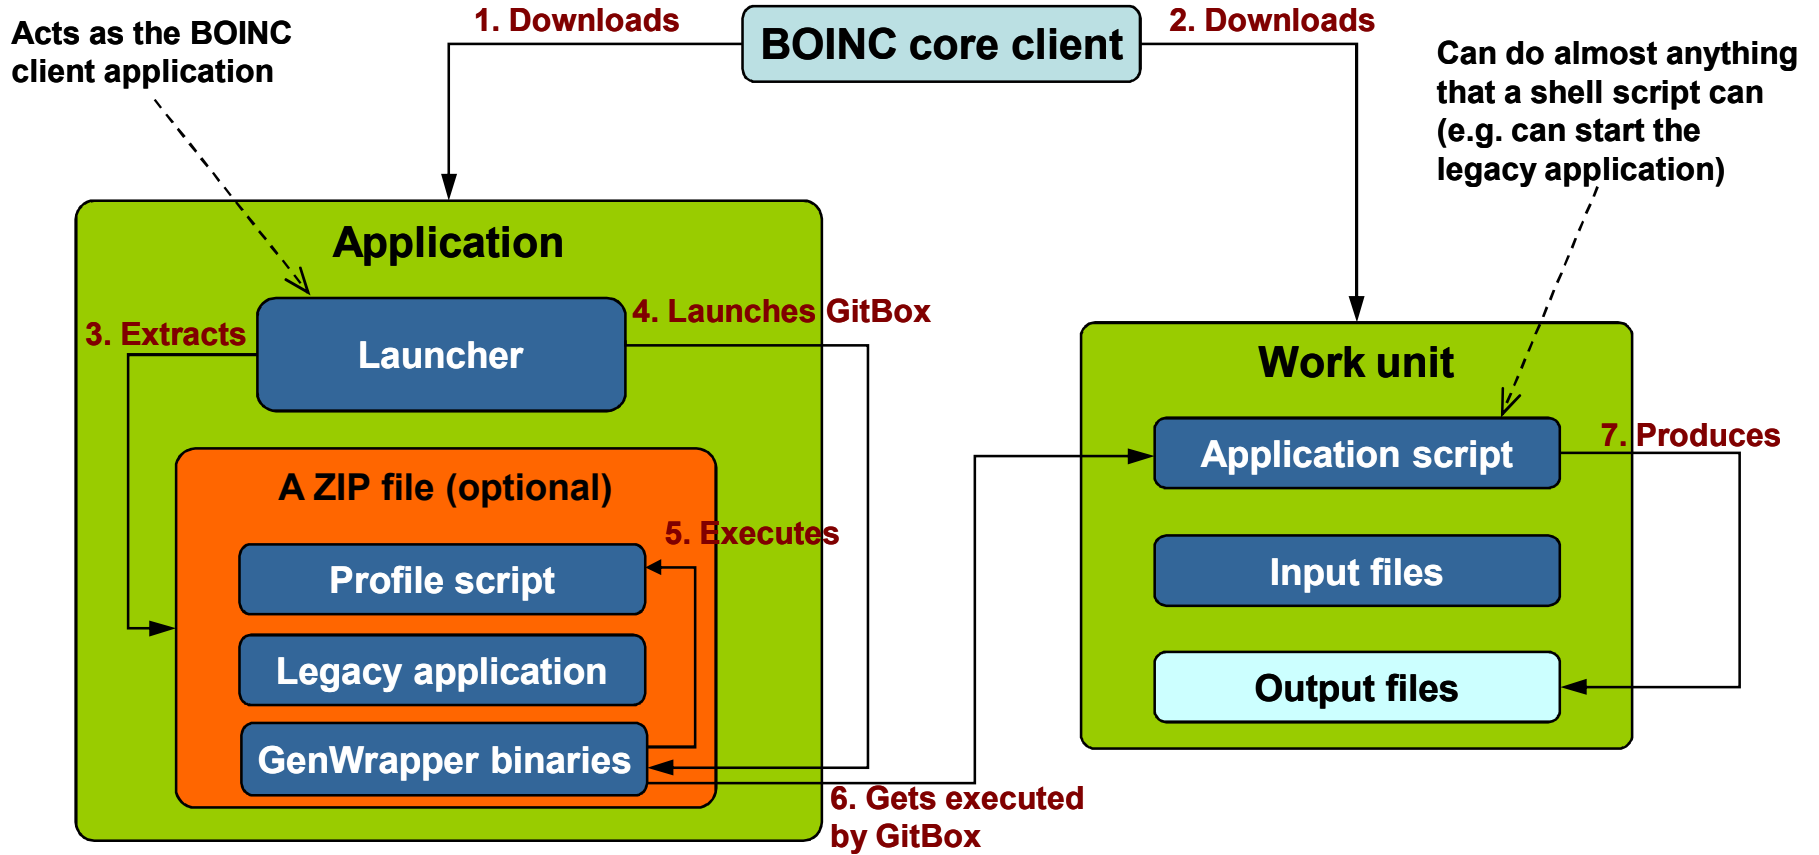 Acts as the BOINC
client application
1. Downloads
BOINC core client
2. Downloads
Can do almost anything
that a shell script can
(e.g. can start the
legacy application)
Application
3. Extracts
Launcher
4. Launches GitBox
A ZIP file (optional)
5. Executes
Profile script
Legacy application
GenWrapper binaries
6. Gets executed
by GitBox
Work unit
Application script
7. Produces
Input files
Output files